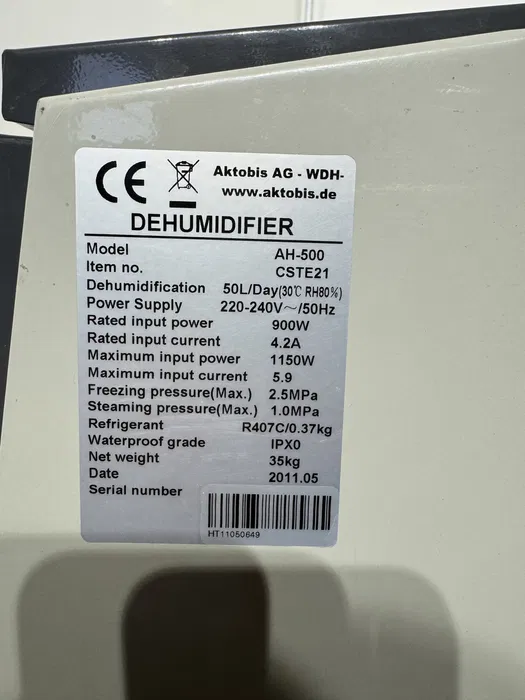 CE
Aktobis AG - WDH-
www.aktobis.de
DEHUMIDIFIER
Model AH-500
Item no. CSTE21
Dehumidification 50L/Day(30℃ RH80%)
Power Supply 220-240V～/50Hz
Rated input power 900W
Rated input current 4.2A
Maximum input power 1150W
Maximum input current 5.9
Freezing pressure(Max.) 2.5MPa
Steaming pressure(Max.) 1.0MPa
Refrigerant R407C/0.37kg
Waterproof grade IPX0
Net weight 35kg
Date 2011.05
Serial number
HT11050649